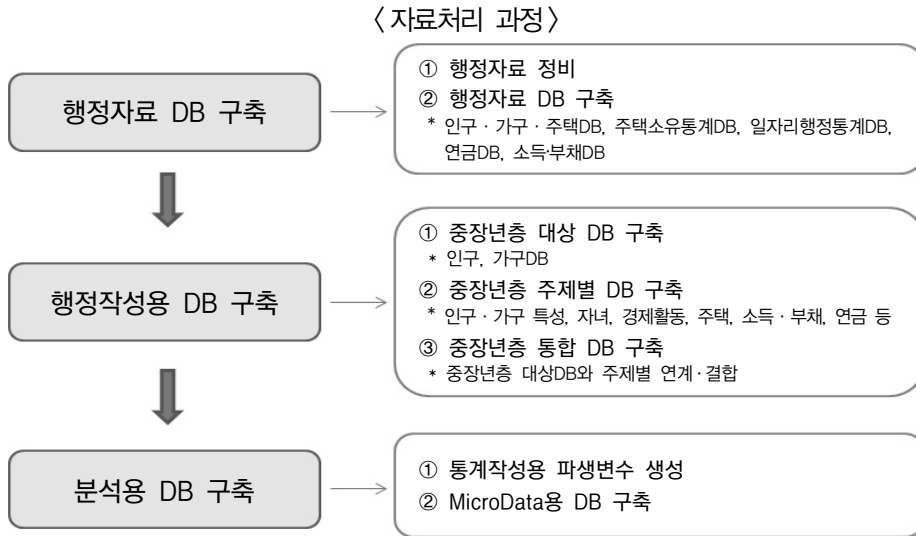 〈 자료처리 과정 〉
행정자료 DB 구축
① 행정자료 정비
② 행정자료 DB 구축
* 인구 · 가구 · 주택DB, 주택소유통계DB, 일자리행정통계DB,
연금DB, 소득·부채DB
행정작성용 DB 구축
① 중장년층 대상 DB 구축
* 인구, 가구DB
② 중장년층 주제별 DB 구축
* 인구 · 가구 특성, 자녀, 경제활동, 주택, 소득 · 부채, 연금 등
③ 중장년층 통합 DB 구축
* 중장년층 대상DB와 주제별 연계 · 결합
분석용 DB 구축
① 통계작성용 파생변수 생성
② MicroData용 DB 구축